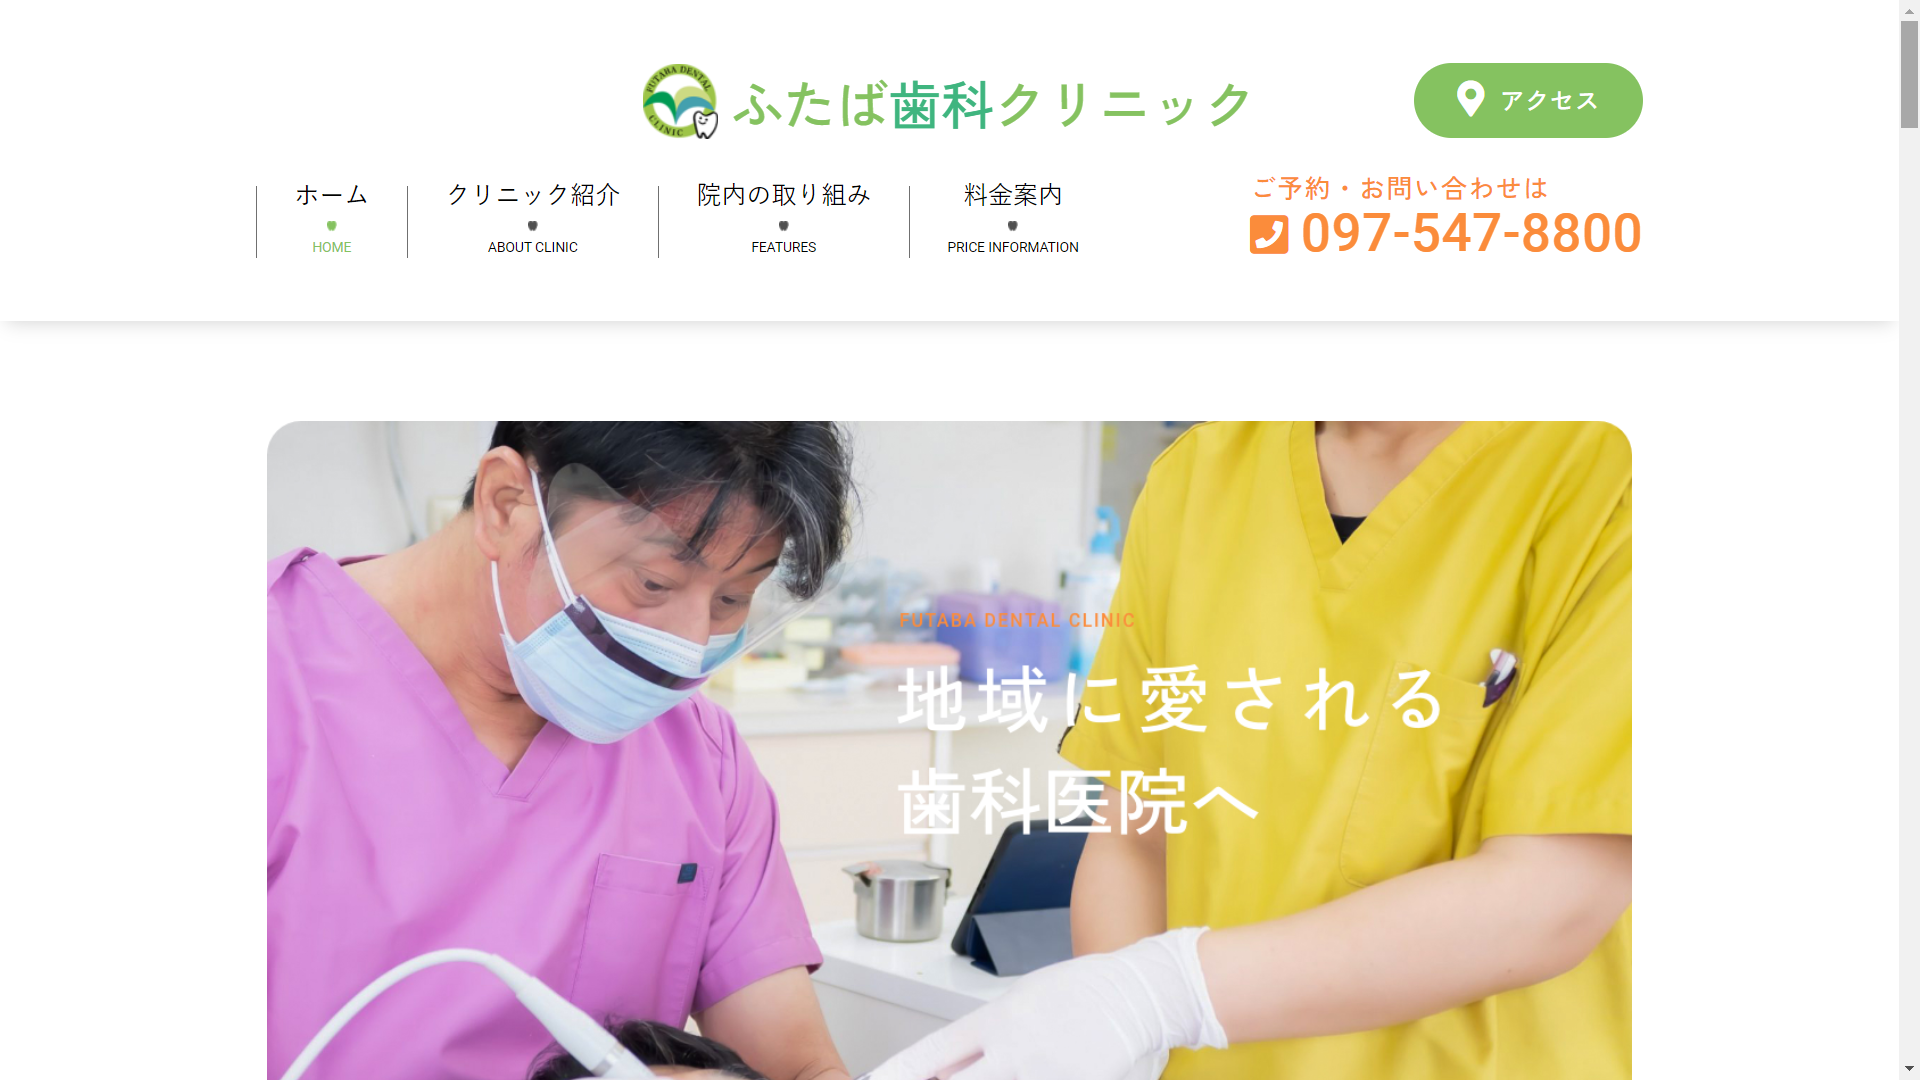 FUTABA DENTAL CLINIC
ふたば歯科クリニック
アクセス
ホーム
HOME
クリニック紹介
ABOUT CLINIC
院内の取り組み
FEATURES
料金案内
PRICE INFORMATION
ご予約・お問い合わせは
097-547-8800
FUTABA DENTAL CLINIC
地域に愛される
歯科医院へ